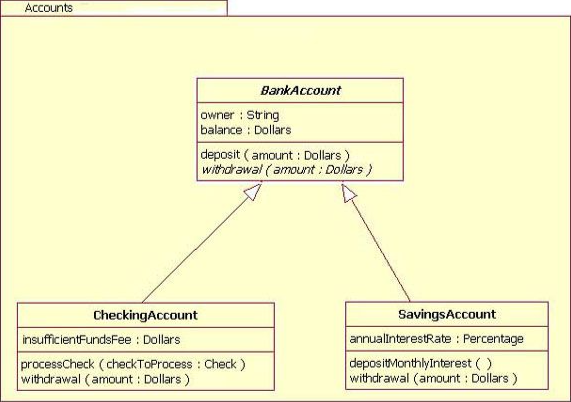 Accounts
BankAccount
owner : String
balance : Dollars
deposit ( amount : Dollars )
withdrawal ( amount : Dollars )
CheckingAccount
insufficientFundsFee : Dollars
processCheck ( checkToProcess : Check )
withdrawal ( amount : Dollars )
SavingsAccount
annualInterestRate : Percentage
depositMonthlyInterest ( )
withdrawal ( amount : Dollars )